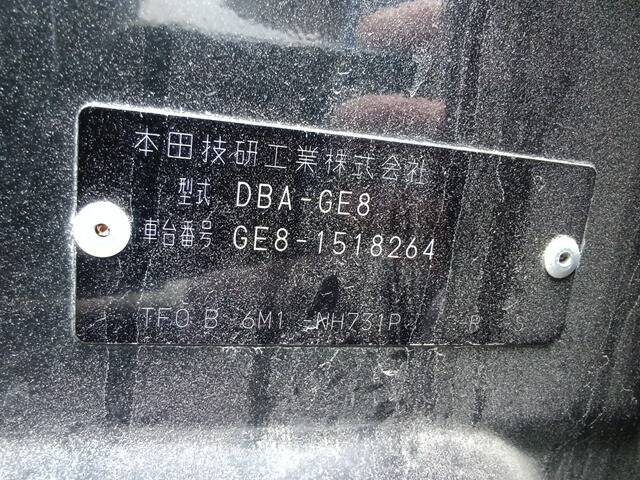 本田技研工業株式会社
型式 DBA-GE8
車台番号 GE8-1518264
TF0 B 6M1 NH731P R